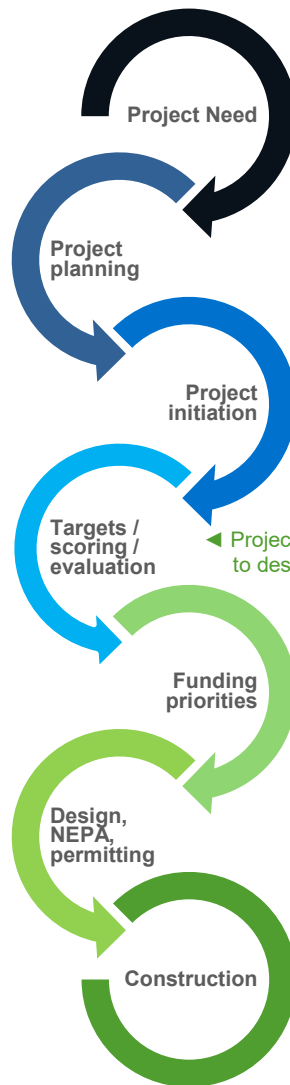 Project Need
Project
planning
Project
initiation
Targets /
scoring /
evaluation
◄ Projec
to des
Funding
priorities
Design,
NEPA,
permitting
Construction